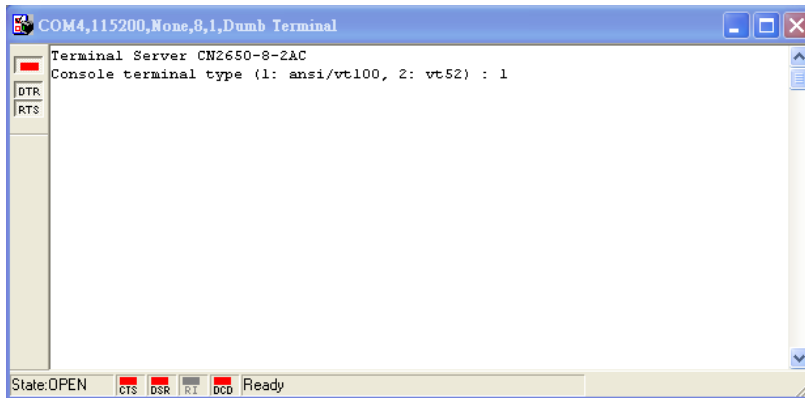 COM4,115200,None,8,1,Dumb Terminal
Terminal Server CN2650-8-2AC
Console terminal type (1: ansi/vt100, 2: vt52) : 1
DTR
RTS
State:OPEN CTS DSR RI DCD Ready